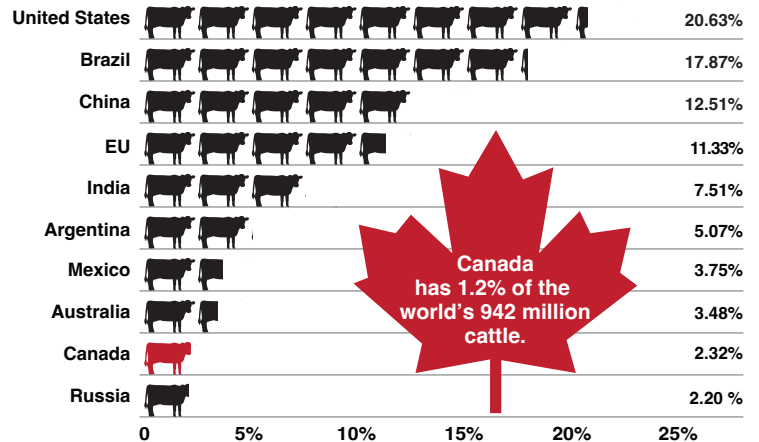 United States 20.63%
Brazil 17.87%
China 12.51%
EU 11.33%
India 7.51%
Argentina 5.07%
Mexico 3.75%
Australia 3.48%
Canada 2.32%
Russia 2.20 %
Canada
has 1.2% of the
world's 942 million
cattle.
0 5% 10% 15% 20% 25%